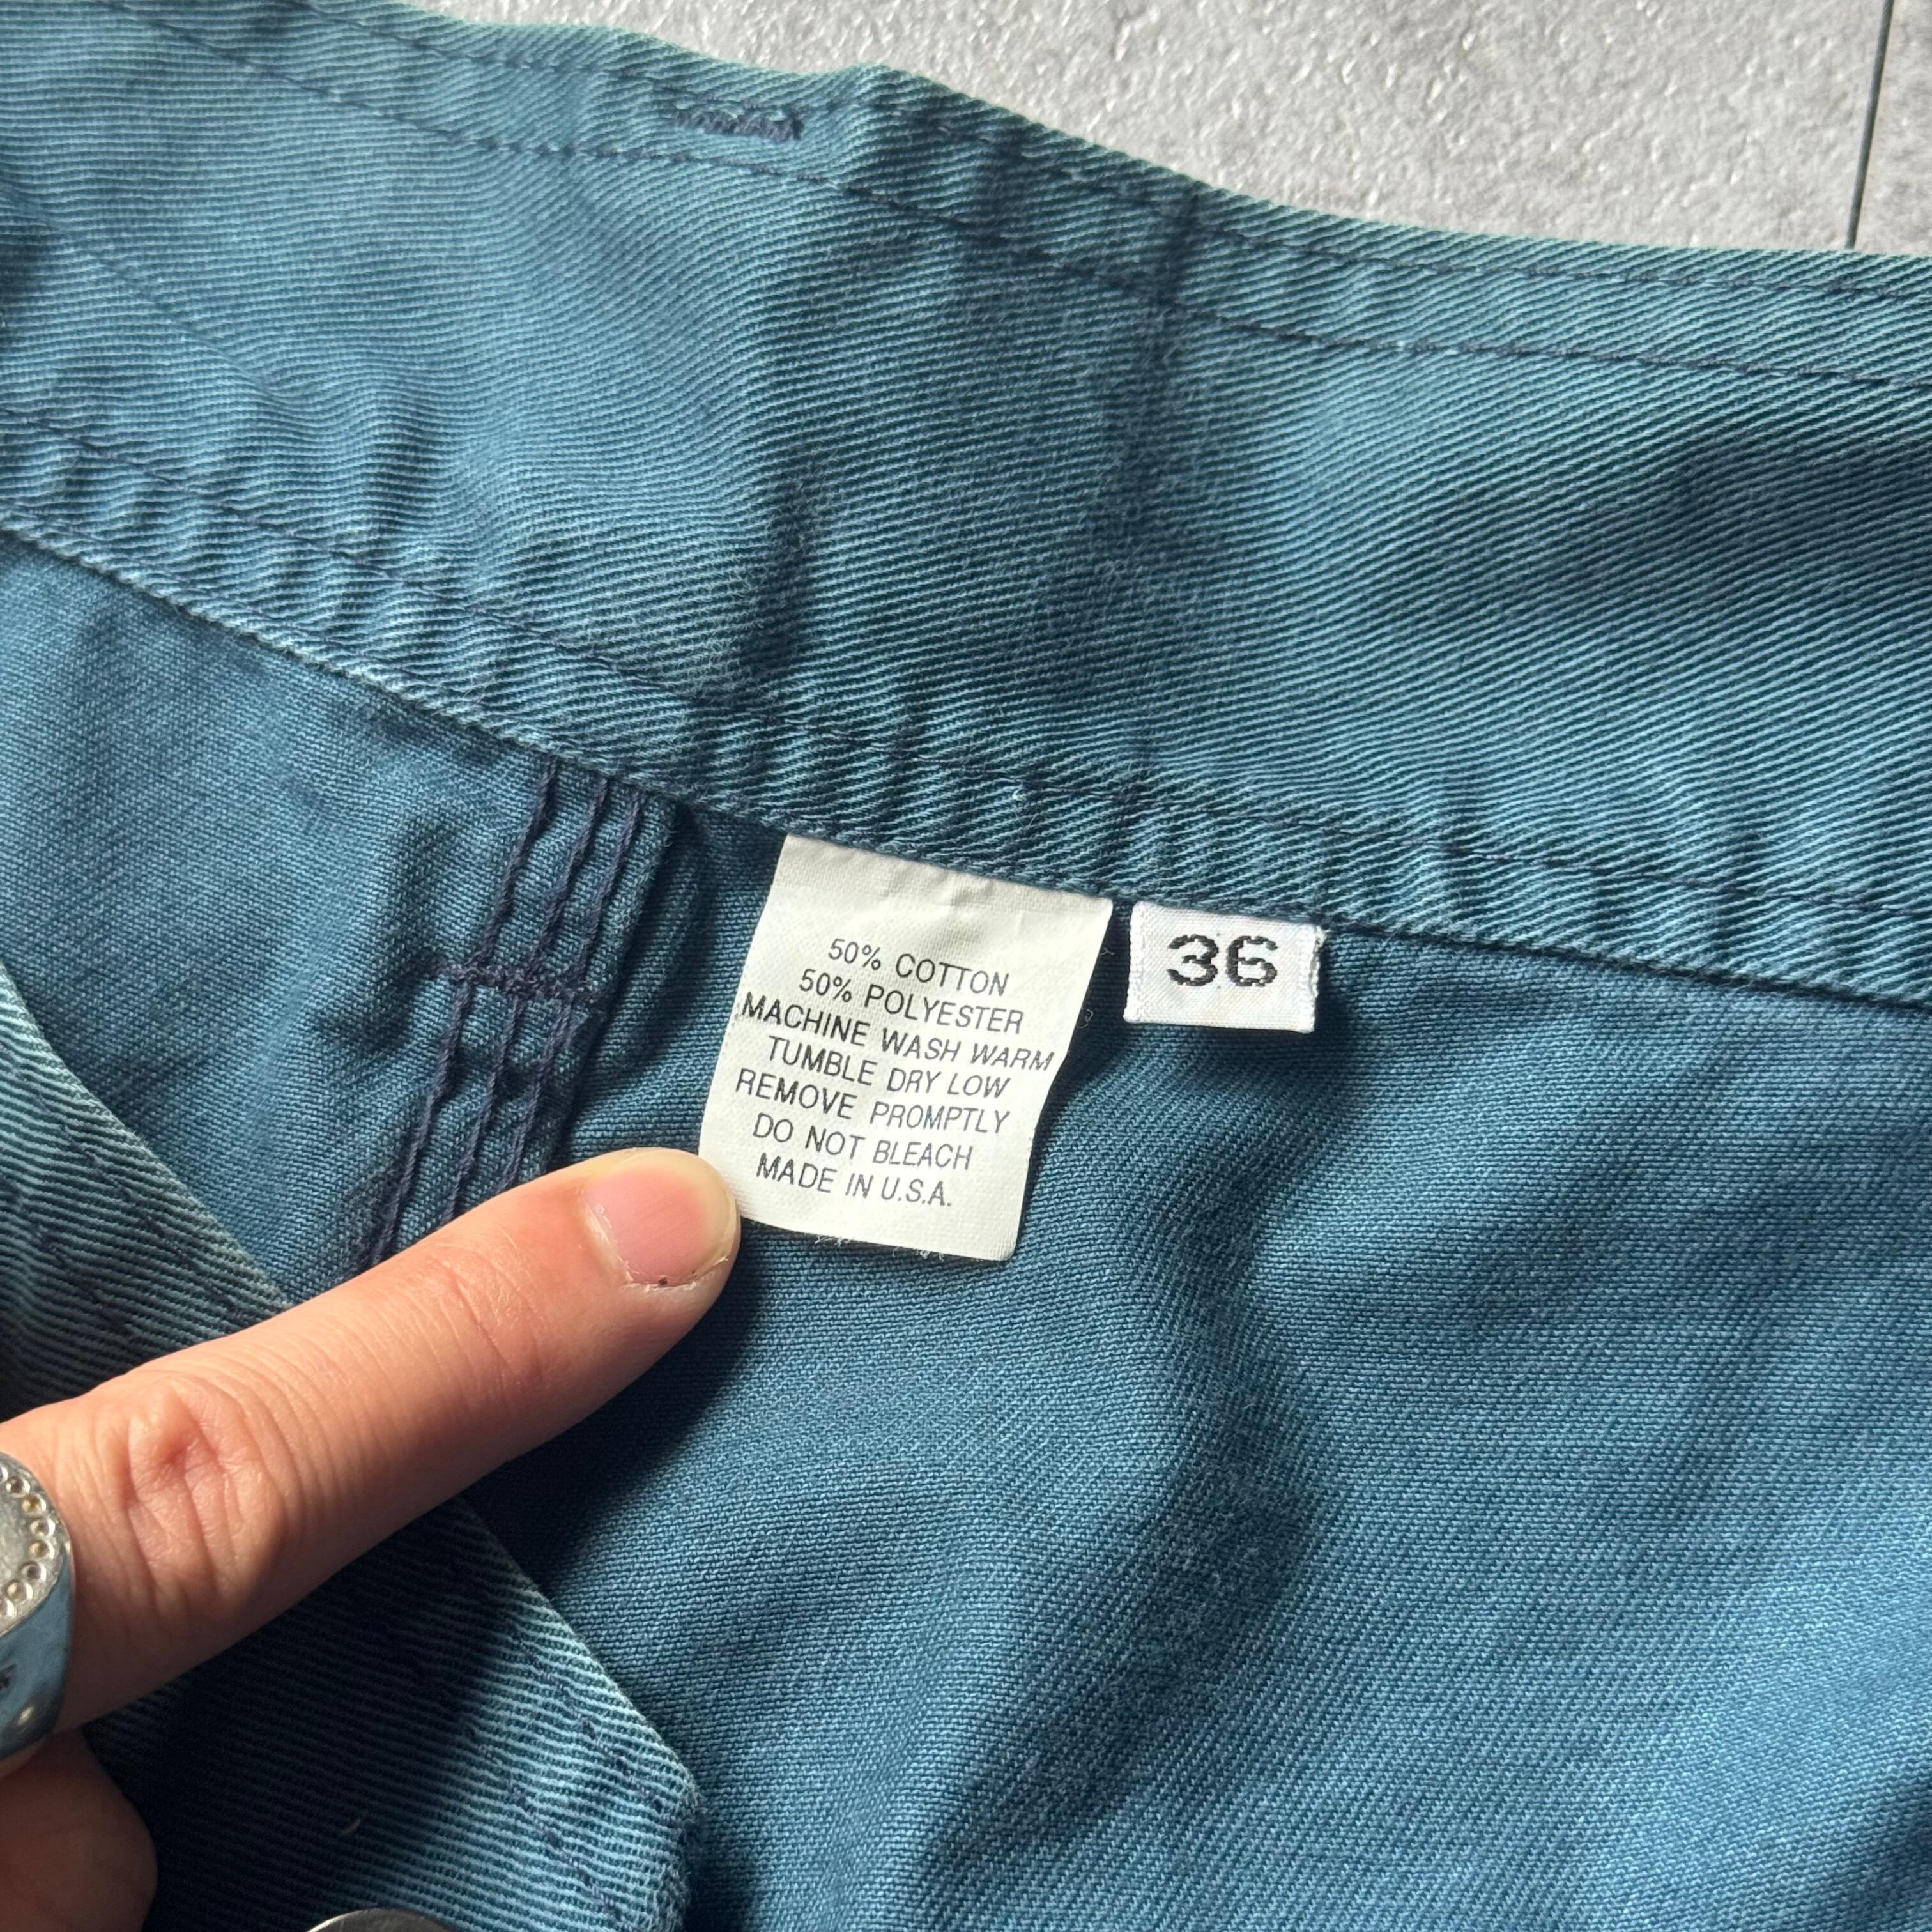 50% COTTON
50% POLYESTER
MACHINE WASH WARM
TUMBLE DRY LOW
REMOVE PROMPTLY
DO NOT BLEACH
MADE IN U.S.A.
36